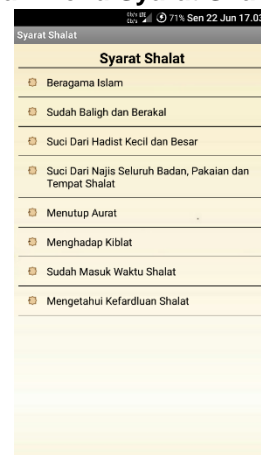 71% Sen 22 Jun 17.03
Syarat Shalat
Syarat Shalat
Beragama Islam
Sudah Baligh dan Berakal
Suci Dari Hadist Kecil dan Besar
Suci Dari Najis Seluruh Badan, Pakaian dan
Tempat Shalat
Menutup Aurat
Menghadap Kiblat
Sudah Masuk Waktu Shalat
Mengetahui Kefardluan Shalat